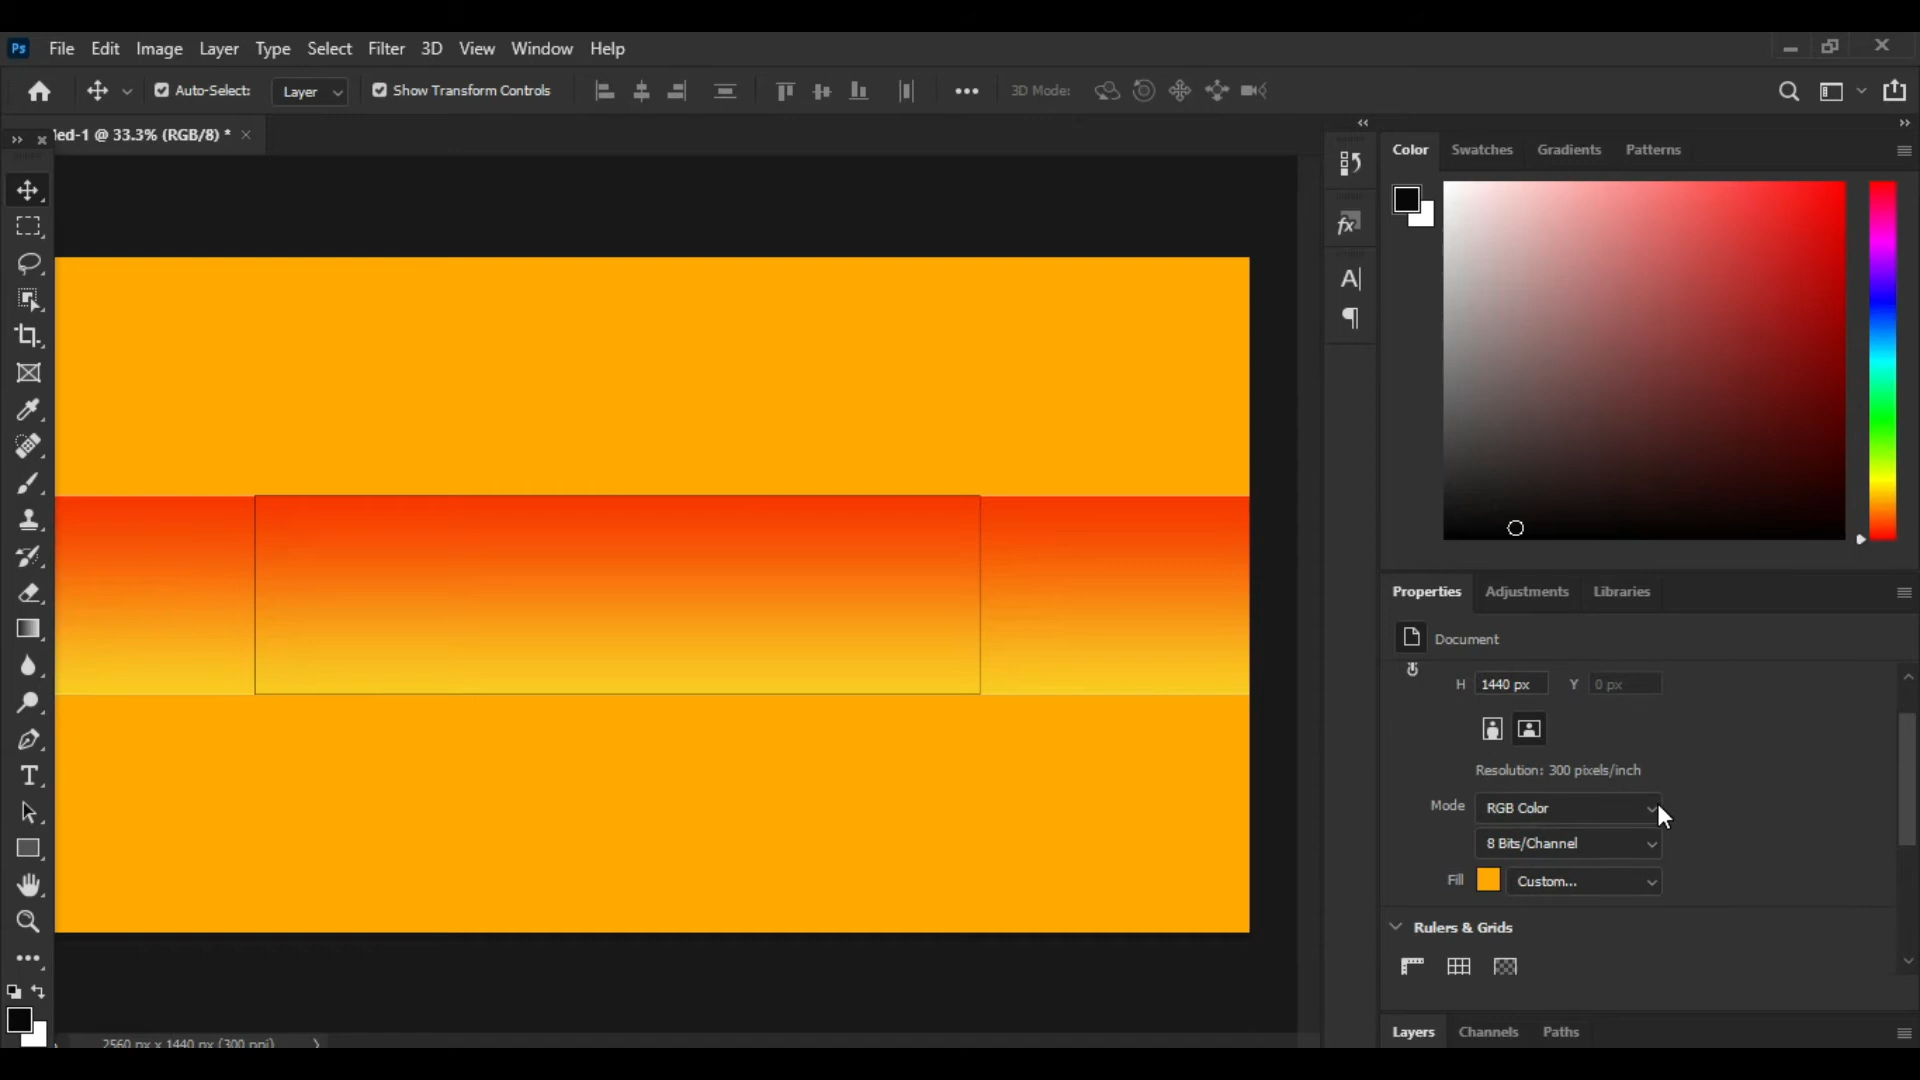 Ps File Edit Image Layer Type Select Filter 3D View Window Help
Auto-Select: Layer Show Transform Controls 3D Mode:
led-1 @ 33.3% (RGB/8) *
Color Swatches Gradients Patterns
fx
A
Properties Adjustments Libraries
Document
H 1440 px Y 0 px
Resolution: 300 pixels/inch
Mode RGB Color
8 Bits/Channel
Fill Custom...
Rulers & Grids
T
Layers Channels Paths
2560 px x 1440 px (300 ppi)